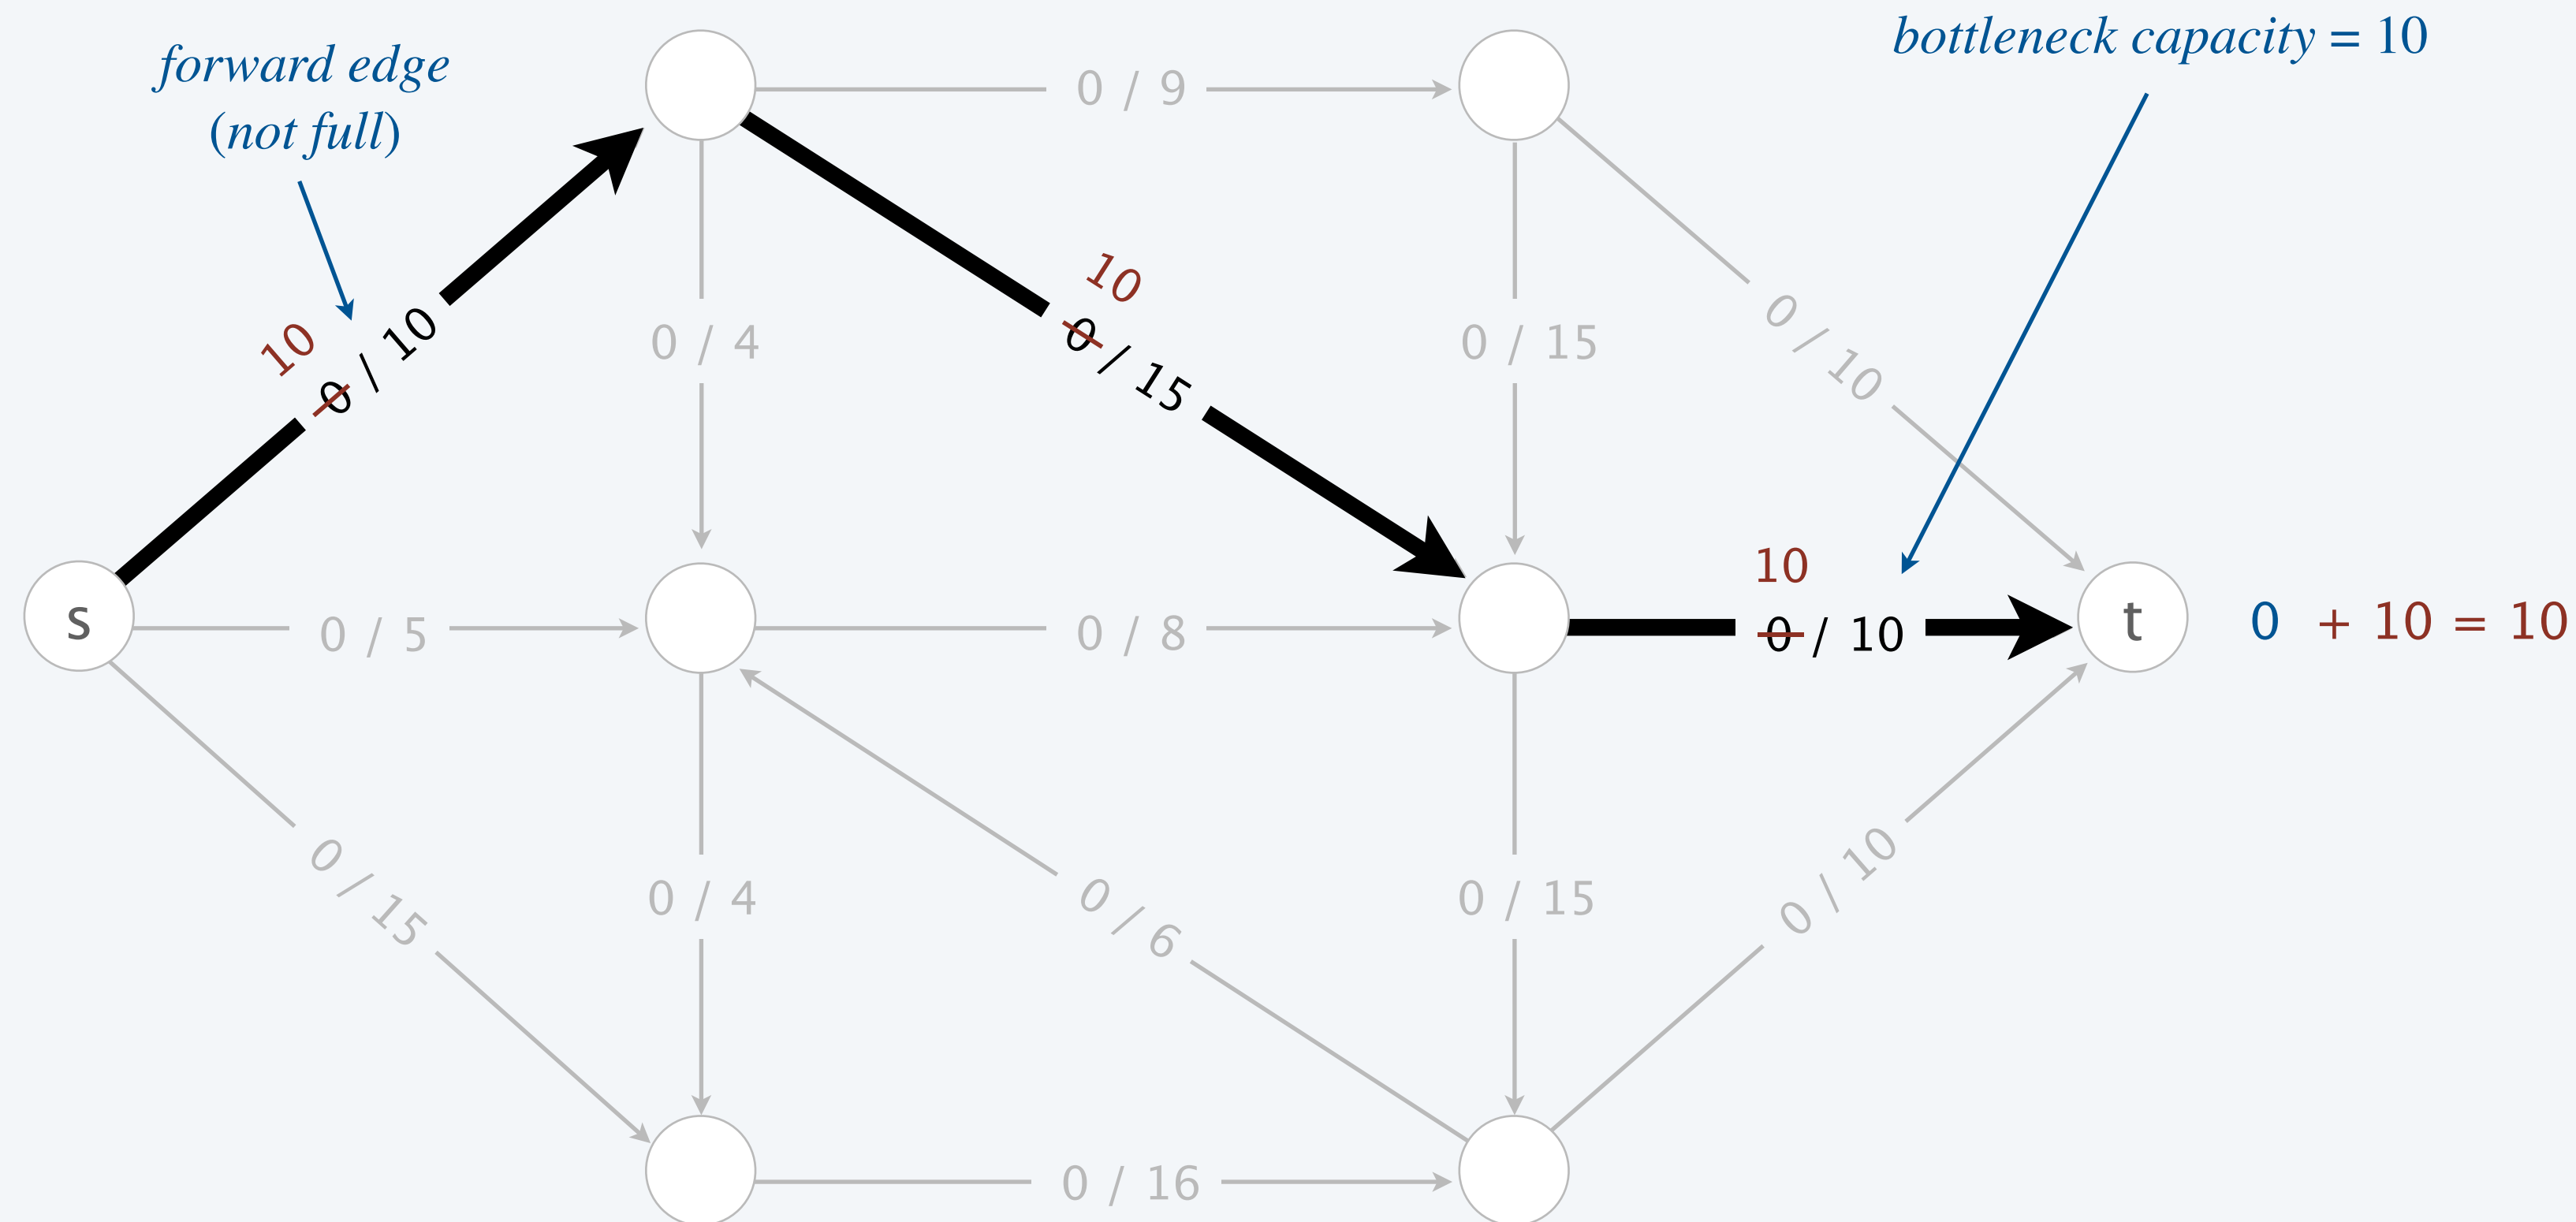 bottleneck capacity = 10
forward edge
(not full)
0 / 9
10
0 / 10
10
0 / 15
0 / 4
0 / 15
0 / 10
10
s
0 / 5
0 / 8
0 / 10
t
0 + 10 = 10
0 / 15
0 / 4
0 / 6
0 / 15
0 / 10
0 / 16